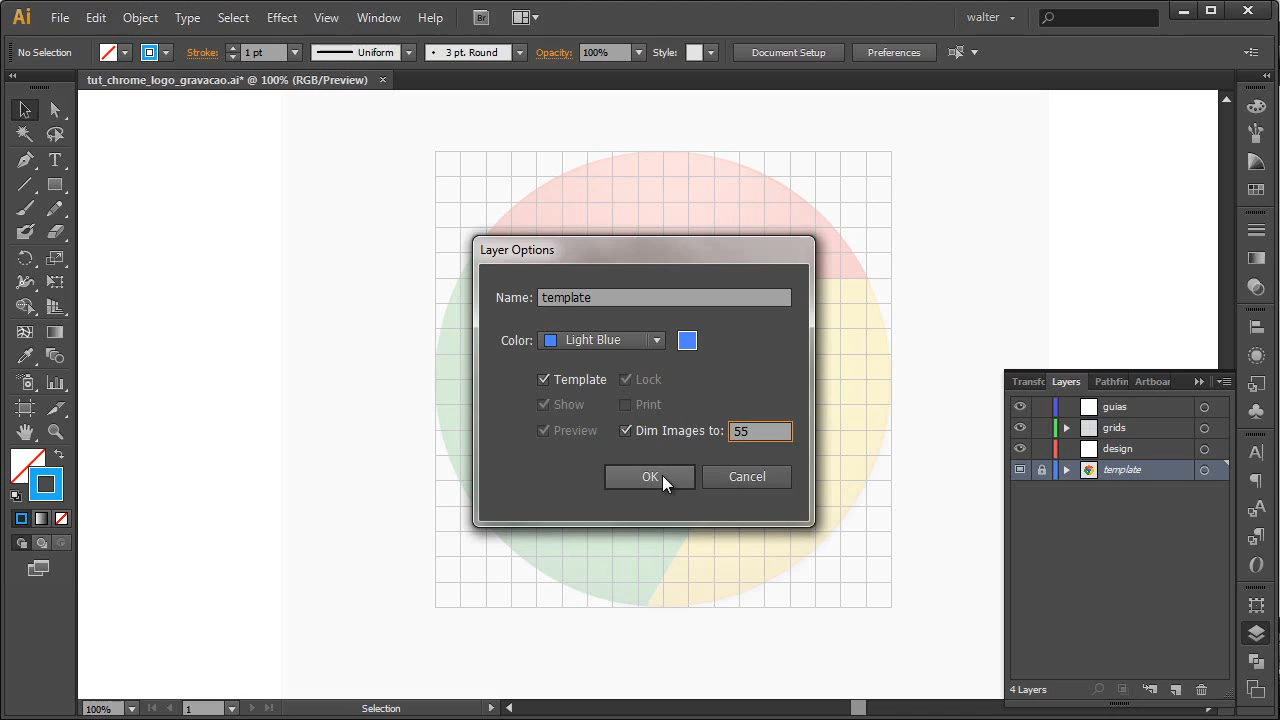 Ai File Edit Object Type Select Effect View Window Help Br walter
No Selection Stroke: 1 pt Uniform 3 pt. Round Opacity: 100% Style: Document Setup Preferences
tut_chrome_logo_gravacao.ai* @ 100% (RGB/Preview)
Layer Options
Name: template
Color: Light Blue
Template Lock
Show Print
Preview Dim Images to: 55
OK Cancel
Transfc Layers Pathfin Artboar
guias
grids
design
template
4 Layers
100% 1 Selection